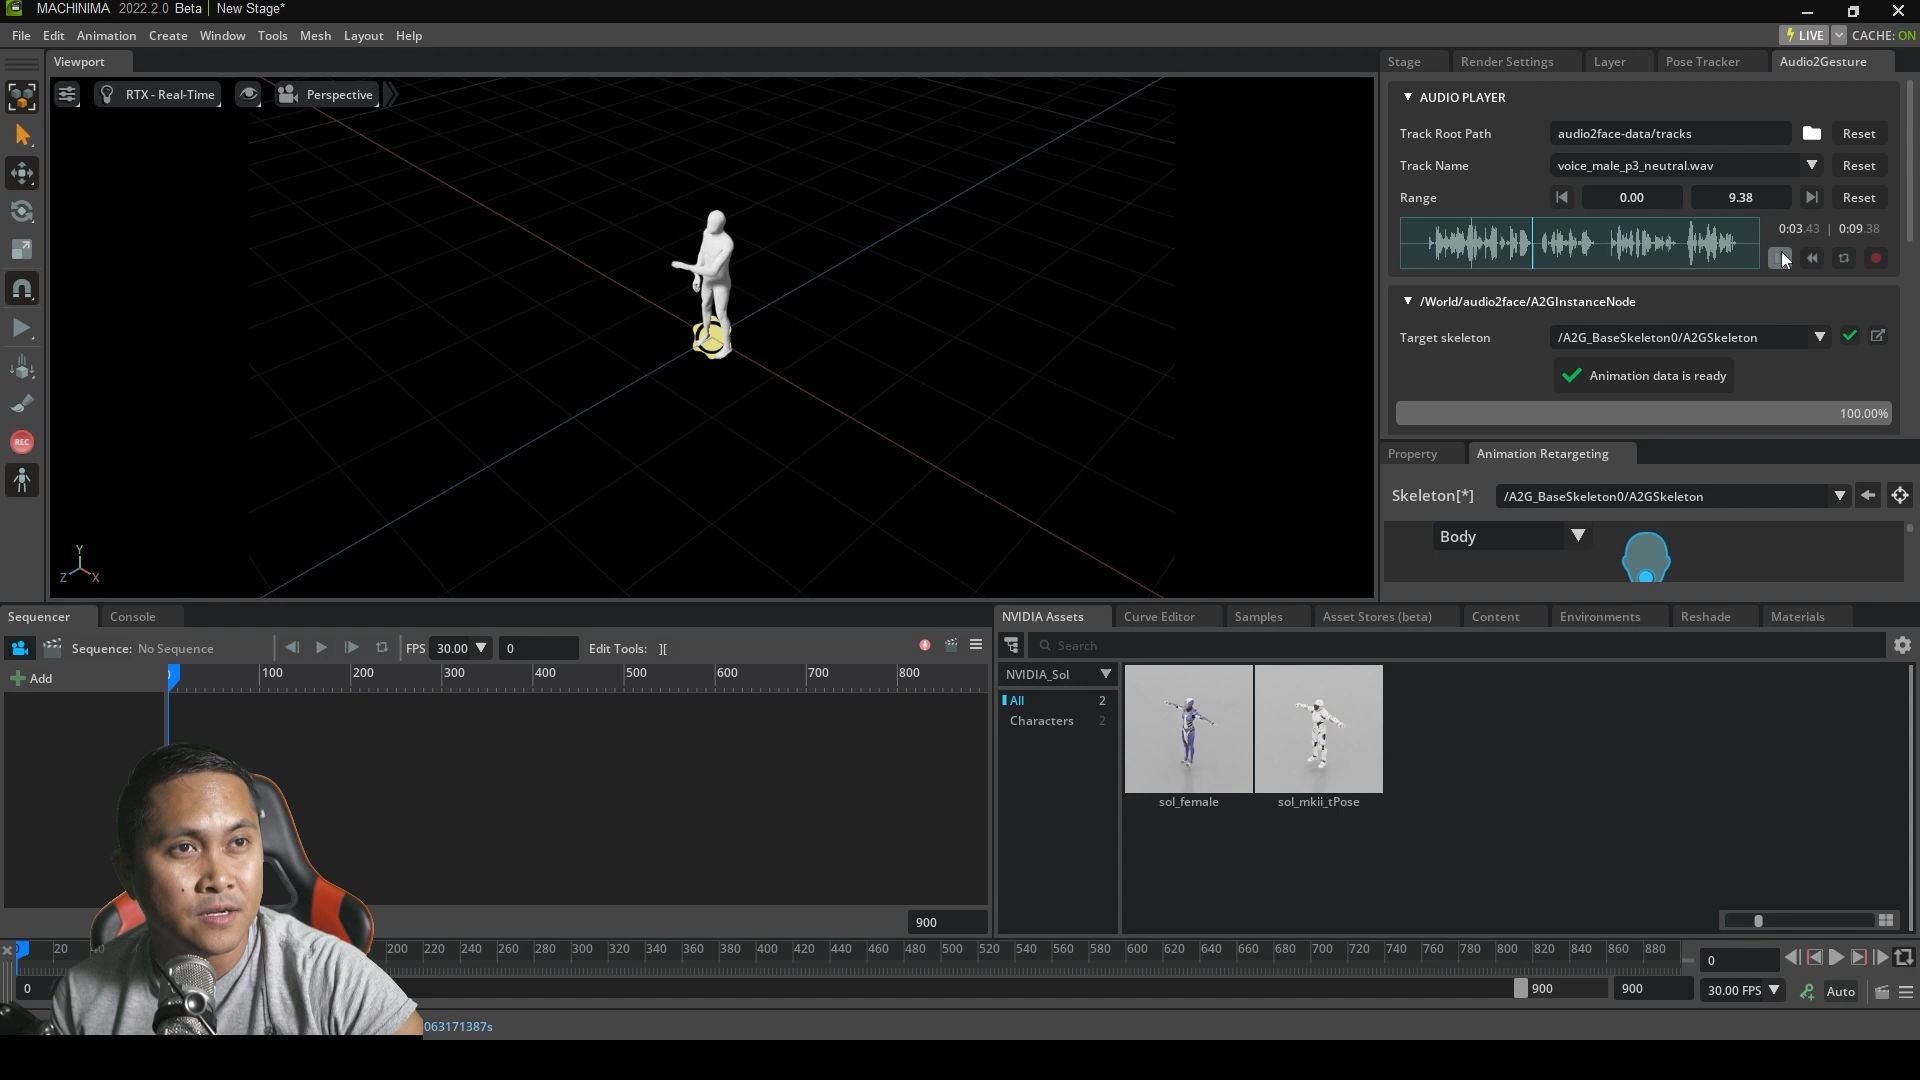 MACHINIMA 2022.2.0 Beta New Stage*
File Edit Animation Create Window Tools Mesh Layout Help
LIVE CACHE: ON
Viewport
Stage Render Settings Layer Pose Tracker Audio2Gesture
RTX - Real-Time Perspective
AUDIO PLAYER
Track Root Path audio2face-data/tracks Reset
Track Name voice_male_p3_neutral.wav Reset
Range 0.00 9.38 Reset
0:03.43 | 0:09.38
/World/audio2face/A2GInstanceNode
Target skeleton /A2G_BaseSkeleton0/A2GSkeleton
Animation data is ready
100.00%
REC
Property Animation Retargeting
Skeleton[*] /A2G_BaseSkeleton0/A2GSkeleton
Body
Y
Z X
Sequencer Console
NVIDIA Assets Curve Editor Samples Asset Stores (beta) Content Environments Reshade Materials
Sequence: No Sequence FPS 30.00 0 Edit Tools: ][
Search
Add
100 200 300 400 500 600 700 800
NVIDIA_Sol
All 2
Characters 2
sol_female sol_mkii_tPose
900
20 200 220 240 260 280 300 320 340 360 380 400 420 440 460 480 500 520 540 560 580 600 620 640 660 680 700 720 740 760 780 800 820 840 860 880
0
0 900 900 30.00 FPS Auto
063171387s